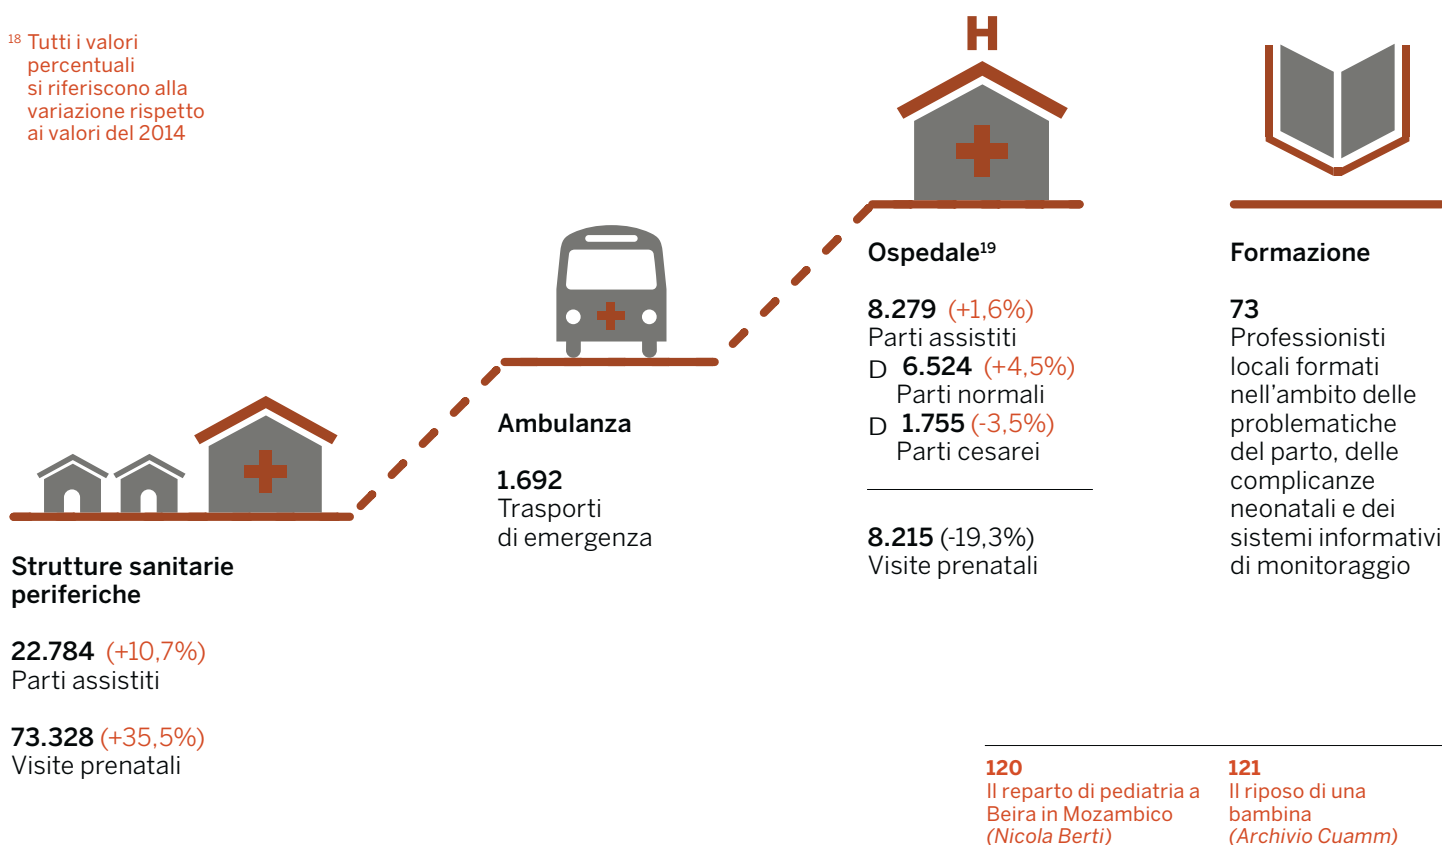 18 Tutti i valori
percentuali
si riferiscono alla
variazione rispetto
ai valori del 2014
Strutture sanitarie
periferiche
22.784 (+10,7%)
Parti assistiti
73.328 (+35,5%)
Visite prenatali
Ambulanza
1.692
Trasporti
di emergenza
H
Ospedale19
8.279 (+1,6%)
Parti assistiti
D 6.524 (+4,5%)
Parti normali
D 1.755 (-3,5%)
Parti cesarei
8.215 (-19,3%)
Visite prenatali
Formazione
73
Professionisti
locali formati
nell’ambito delle
problematiche
del parto, delle
complicanze
neonatali e dei
sistemi informativi
di monitoraggio
120
Il reparto di pediatria a
Beira in Mozambico
(Nicola Berti)
121
Il riposo di una
bambina
(Archivio Cuamm)